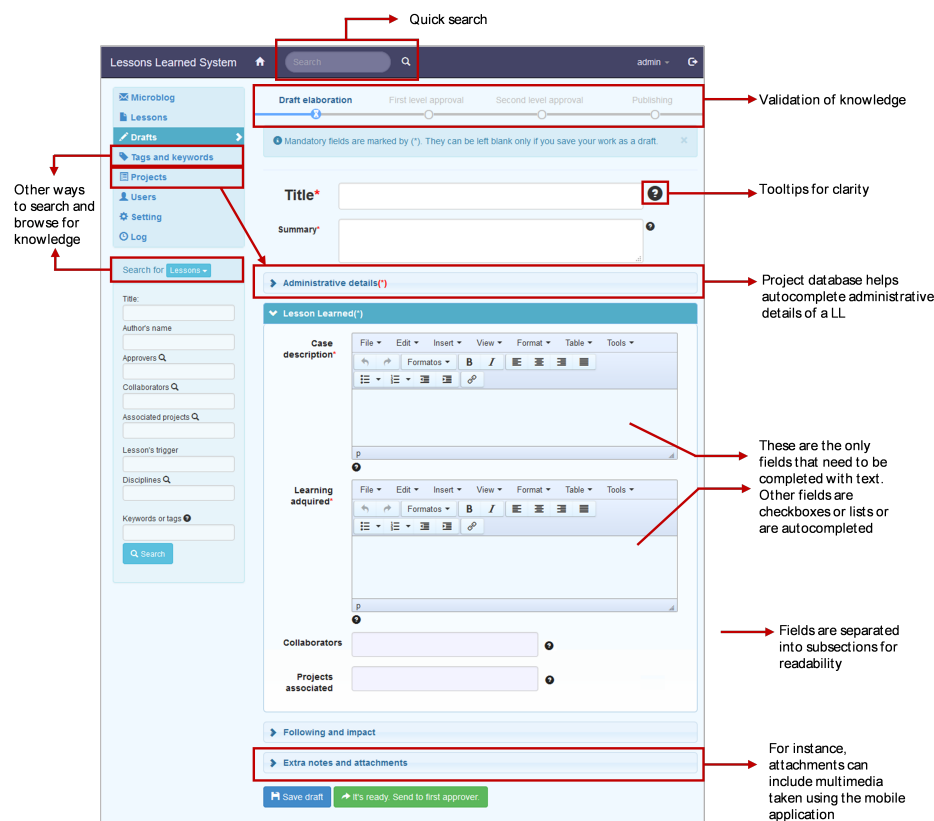 Quick search
Lessons Learned System
Search
admin
Microblog
Lessons
Drafts
Tags and keywords
Projects
Users
Setting
Log
Other ways
to search and
browse for
knowledge
Search for Lessons
Title:
Author's name
Approvers
Collaborators
Associated projects
Lesson's trigger
Disciplines
Keywords or tags
Search
Draft elaboration First level approval Second level approval Publishing
Validation of knowledge
Mandatory fields are marked by (*). They can be left blank only if you save your work as a draft. ×
Title*
Tooltips for clarity
Summary*
Administrative details(*)
Project database helps
autocomplete administrative
details of a LL
Lesson Learned(*)
Case
description*
File Edit Insert View Format Table Tools
Formatos B I
p
These are the only
fields that need to be
completed with text.
Other fields are
checkboxes or lists or
are autocompleted
Learning
adquired*
File Edit Insert View Format Table Tools
Formatos B I
p
Collaborators
Projects
associated
Fields are separated
into subsections for
readability
Following and impact
Extra notes and attachments
For instance,
attachments can
include multimedia
taken using the mobile
application
Save draft
It's ready. Send to first approver.